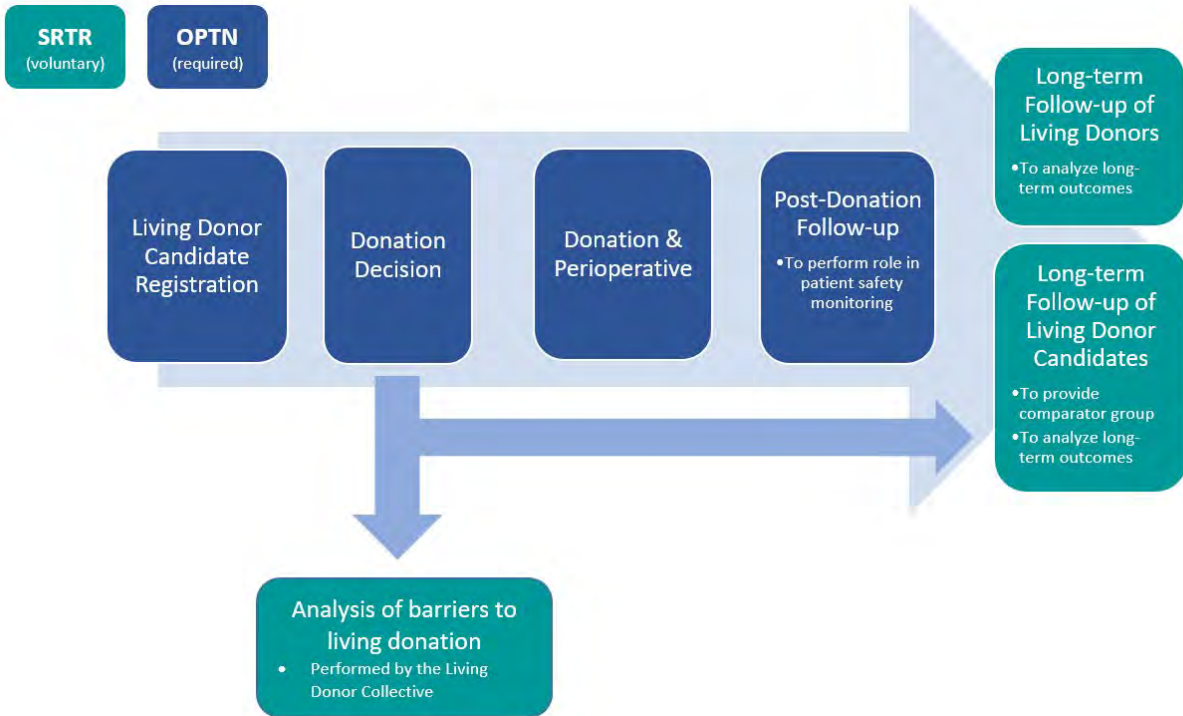 SRTR
(voluntary)
OPTN
(required)
Living Donor
Candidate
Registration
Donation
Decision
Donation &
Perioperative
Post-Donation
Follow-up
•To perform role in
patient safety
monitoring
Long-term
Follow-up of
Living Donors
•To analyze long-
term outcomes
Long-term
Follow-up of
Living Donor
Candidates
•To provide
comparator group
•To analyze long-
term outcomes
Analysis of barriers to
living donation
• Performed by the Living
Donor Collective